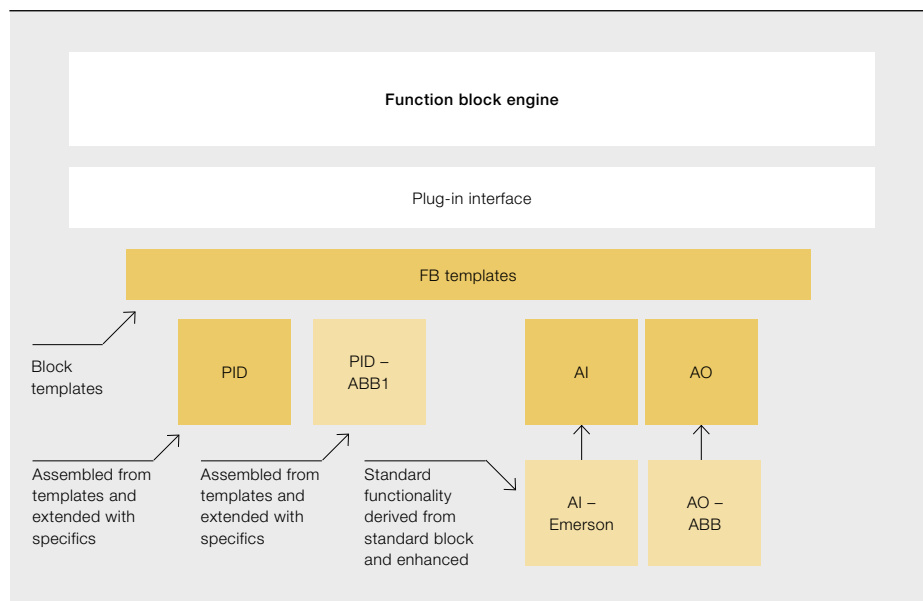 Function block engine
Plug-in interface
FB templates
Block
templates
PID
PID –
ABB1
AI
AO
Assembled from
templates and
extended with
specifics
Assembled from
templates and
extended with
specifics
Standard
functionality
derived from
standard block
and enhanced
AI –
Emerson
AO –
ABB